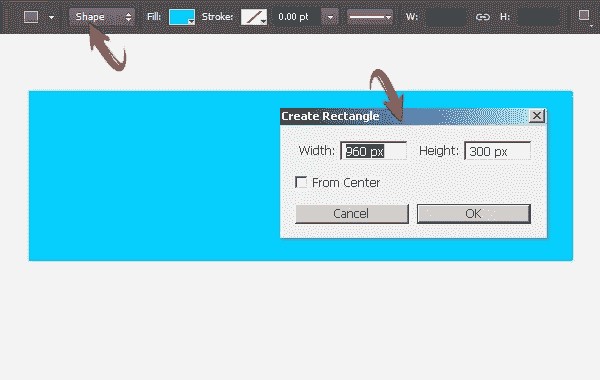 Shape Fill: Stroke: 0.00 pt W: H:
Create Rectangle
Width: 960 px Height: 300 px
From Center
Cancel OK